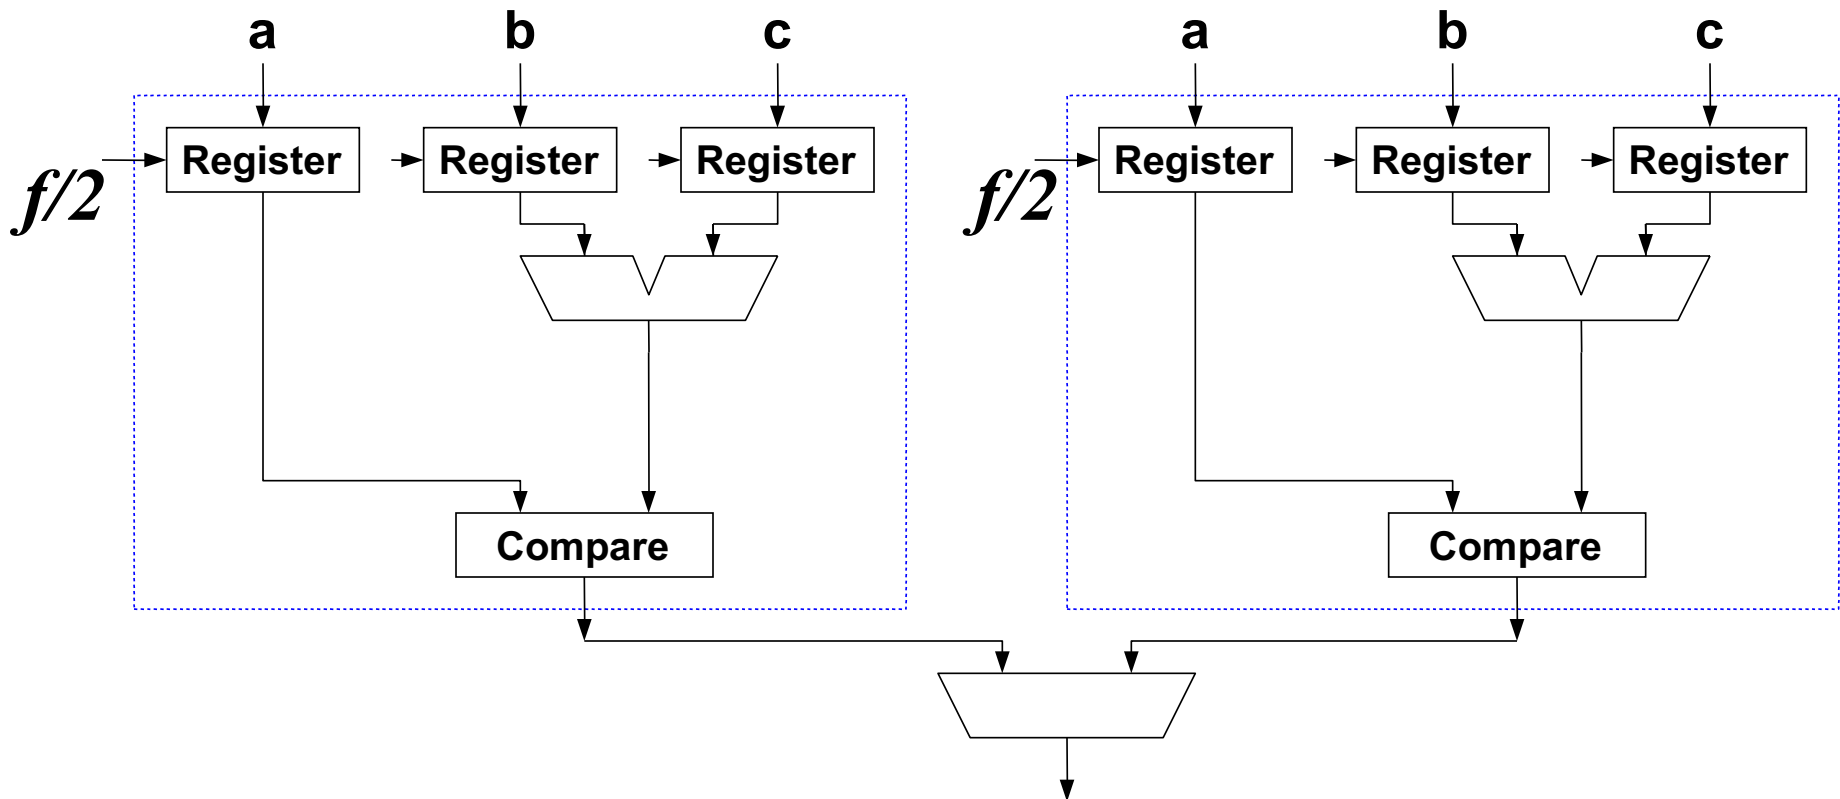 a b c a b c
Register Register Register Register Register Register
f/2 f/2
Compare Compare